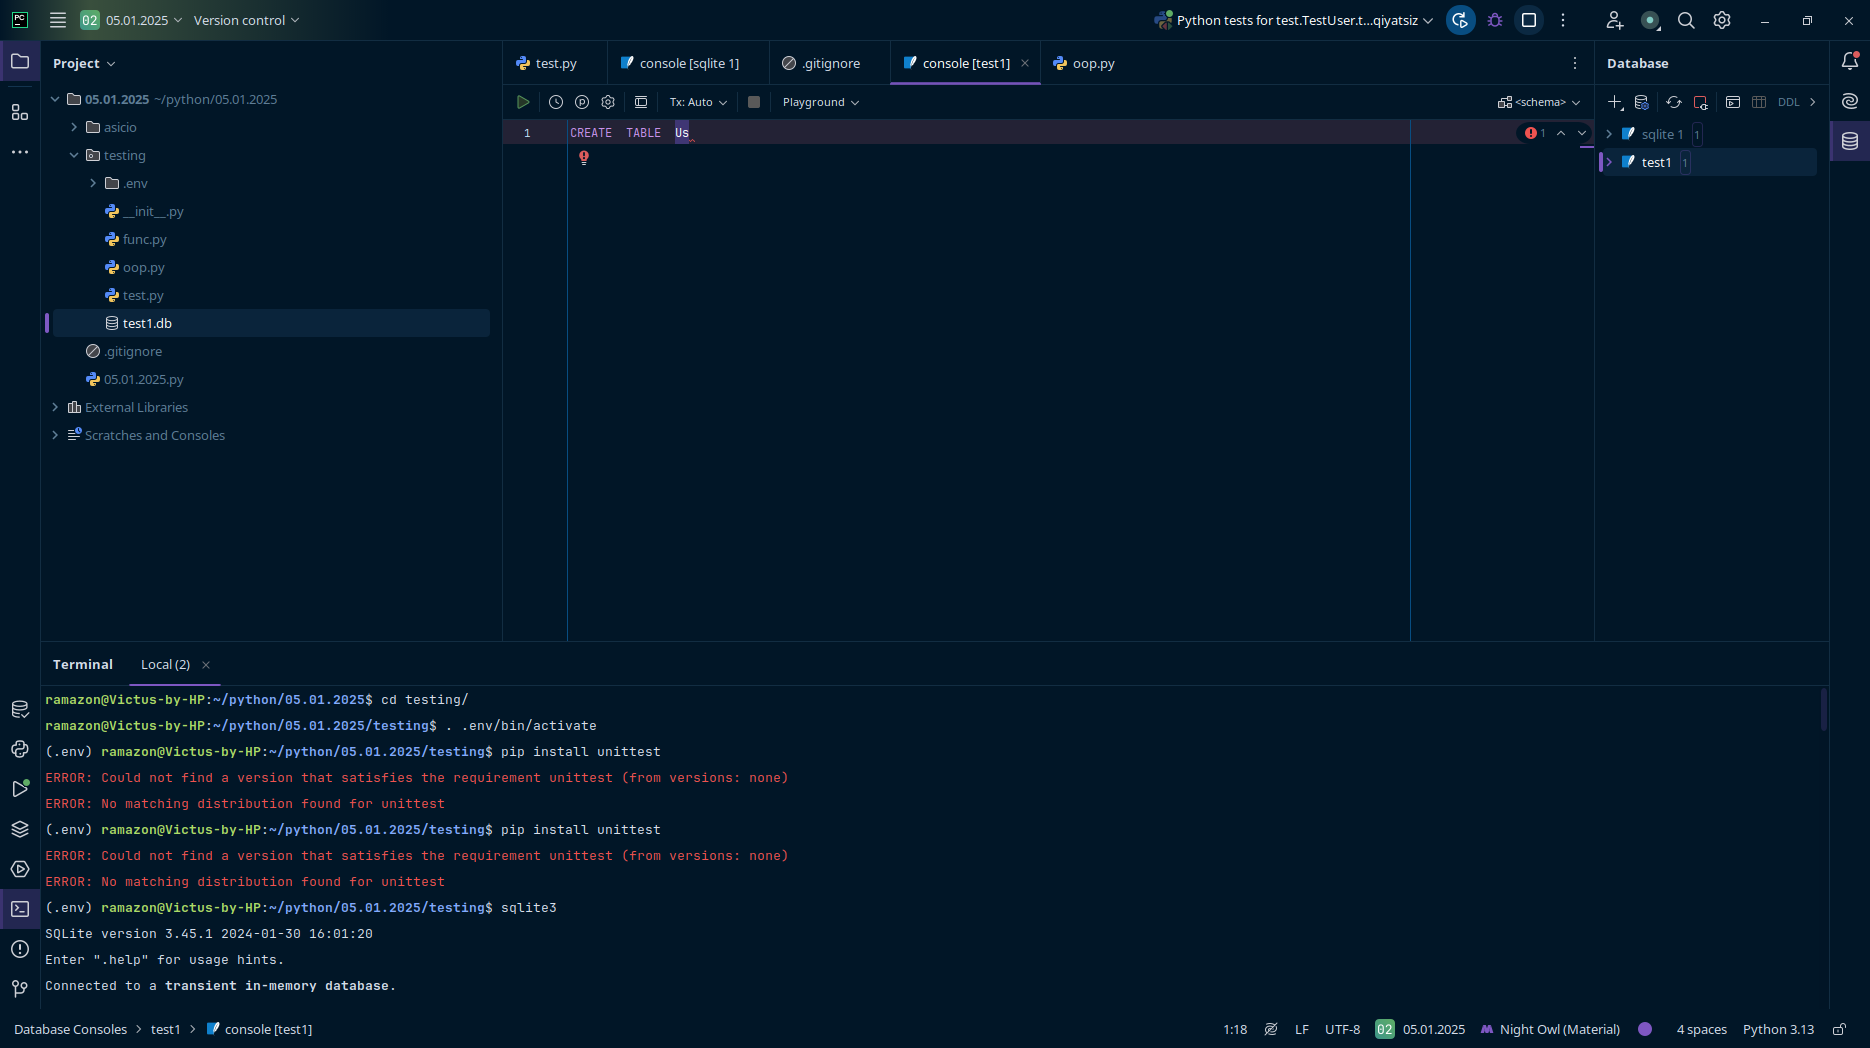 PC 02 05.01.2025 Version control Python tests for test.TestUser.t...qiyatsiz
Project
05.01.2025 ~/python/05.01.2025
asicio
testing
.env
__init__.py
func.py
oop.py
test.py
test1.db
.gitignore
05.01.2025.py
External Libraries
Scratches and Consoles
test.py console [sqlite 1] .gitignore console [test1] oop.py
Tx: Auto Playground <schema>
1 CREATE TABLE Us 1
Database
DDL
sqlite 1 1
test1 1
Terminal Local (2)
ramazon@Victus-by-HP:~/python/05.01.2025$ cd testing/
ramazon@Victus-by-HP:~/python/05.01.2025/testing$ . .env/bin/activate
(.env) ramazon@Victus-by-HP:~/python/05.01.2025/testing$ pip install unittest
ERROR: Could not find a version that satisfies the requirement unittest (from versions: none)
ERROR: No matching distribution found for unittest
(.env) ramazon@Victus-by-HP:~/python/05.01.2025/testing$ pip install unittest
ERROR: Could not find a version that satisfies the requirement unittest (from versions: none)
ERROR: No matching distribution found for unittest
(.env) ramazon@Victus-by-HP:~/python/05.01.2025/testing$ sqlite3
SQLite version 3.45.1 2024-01-30 16:01:20
Enter ".help" for usage hints.
Connected to a transient in-memory database.
Database Consoles test1 console [test1] 1:18 LF UTF-8 02 05.01.2025 Night Owl (Material) 4 spaces Python 3.13